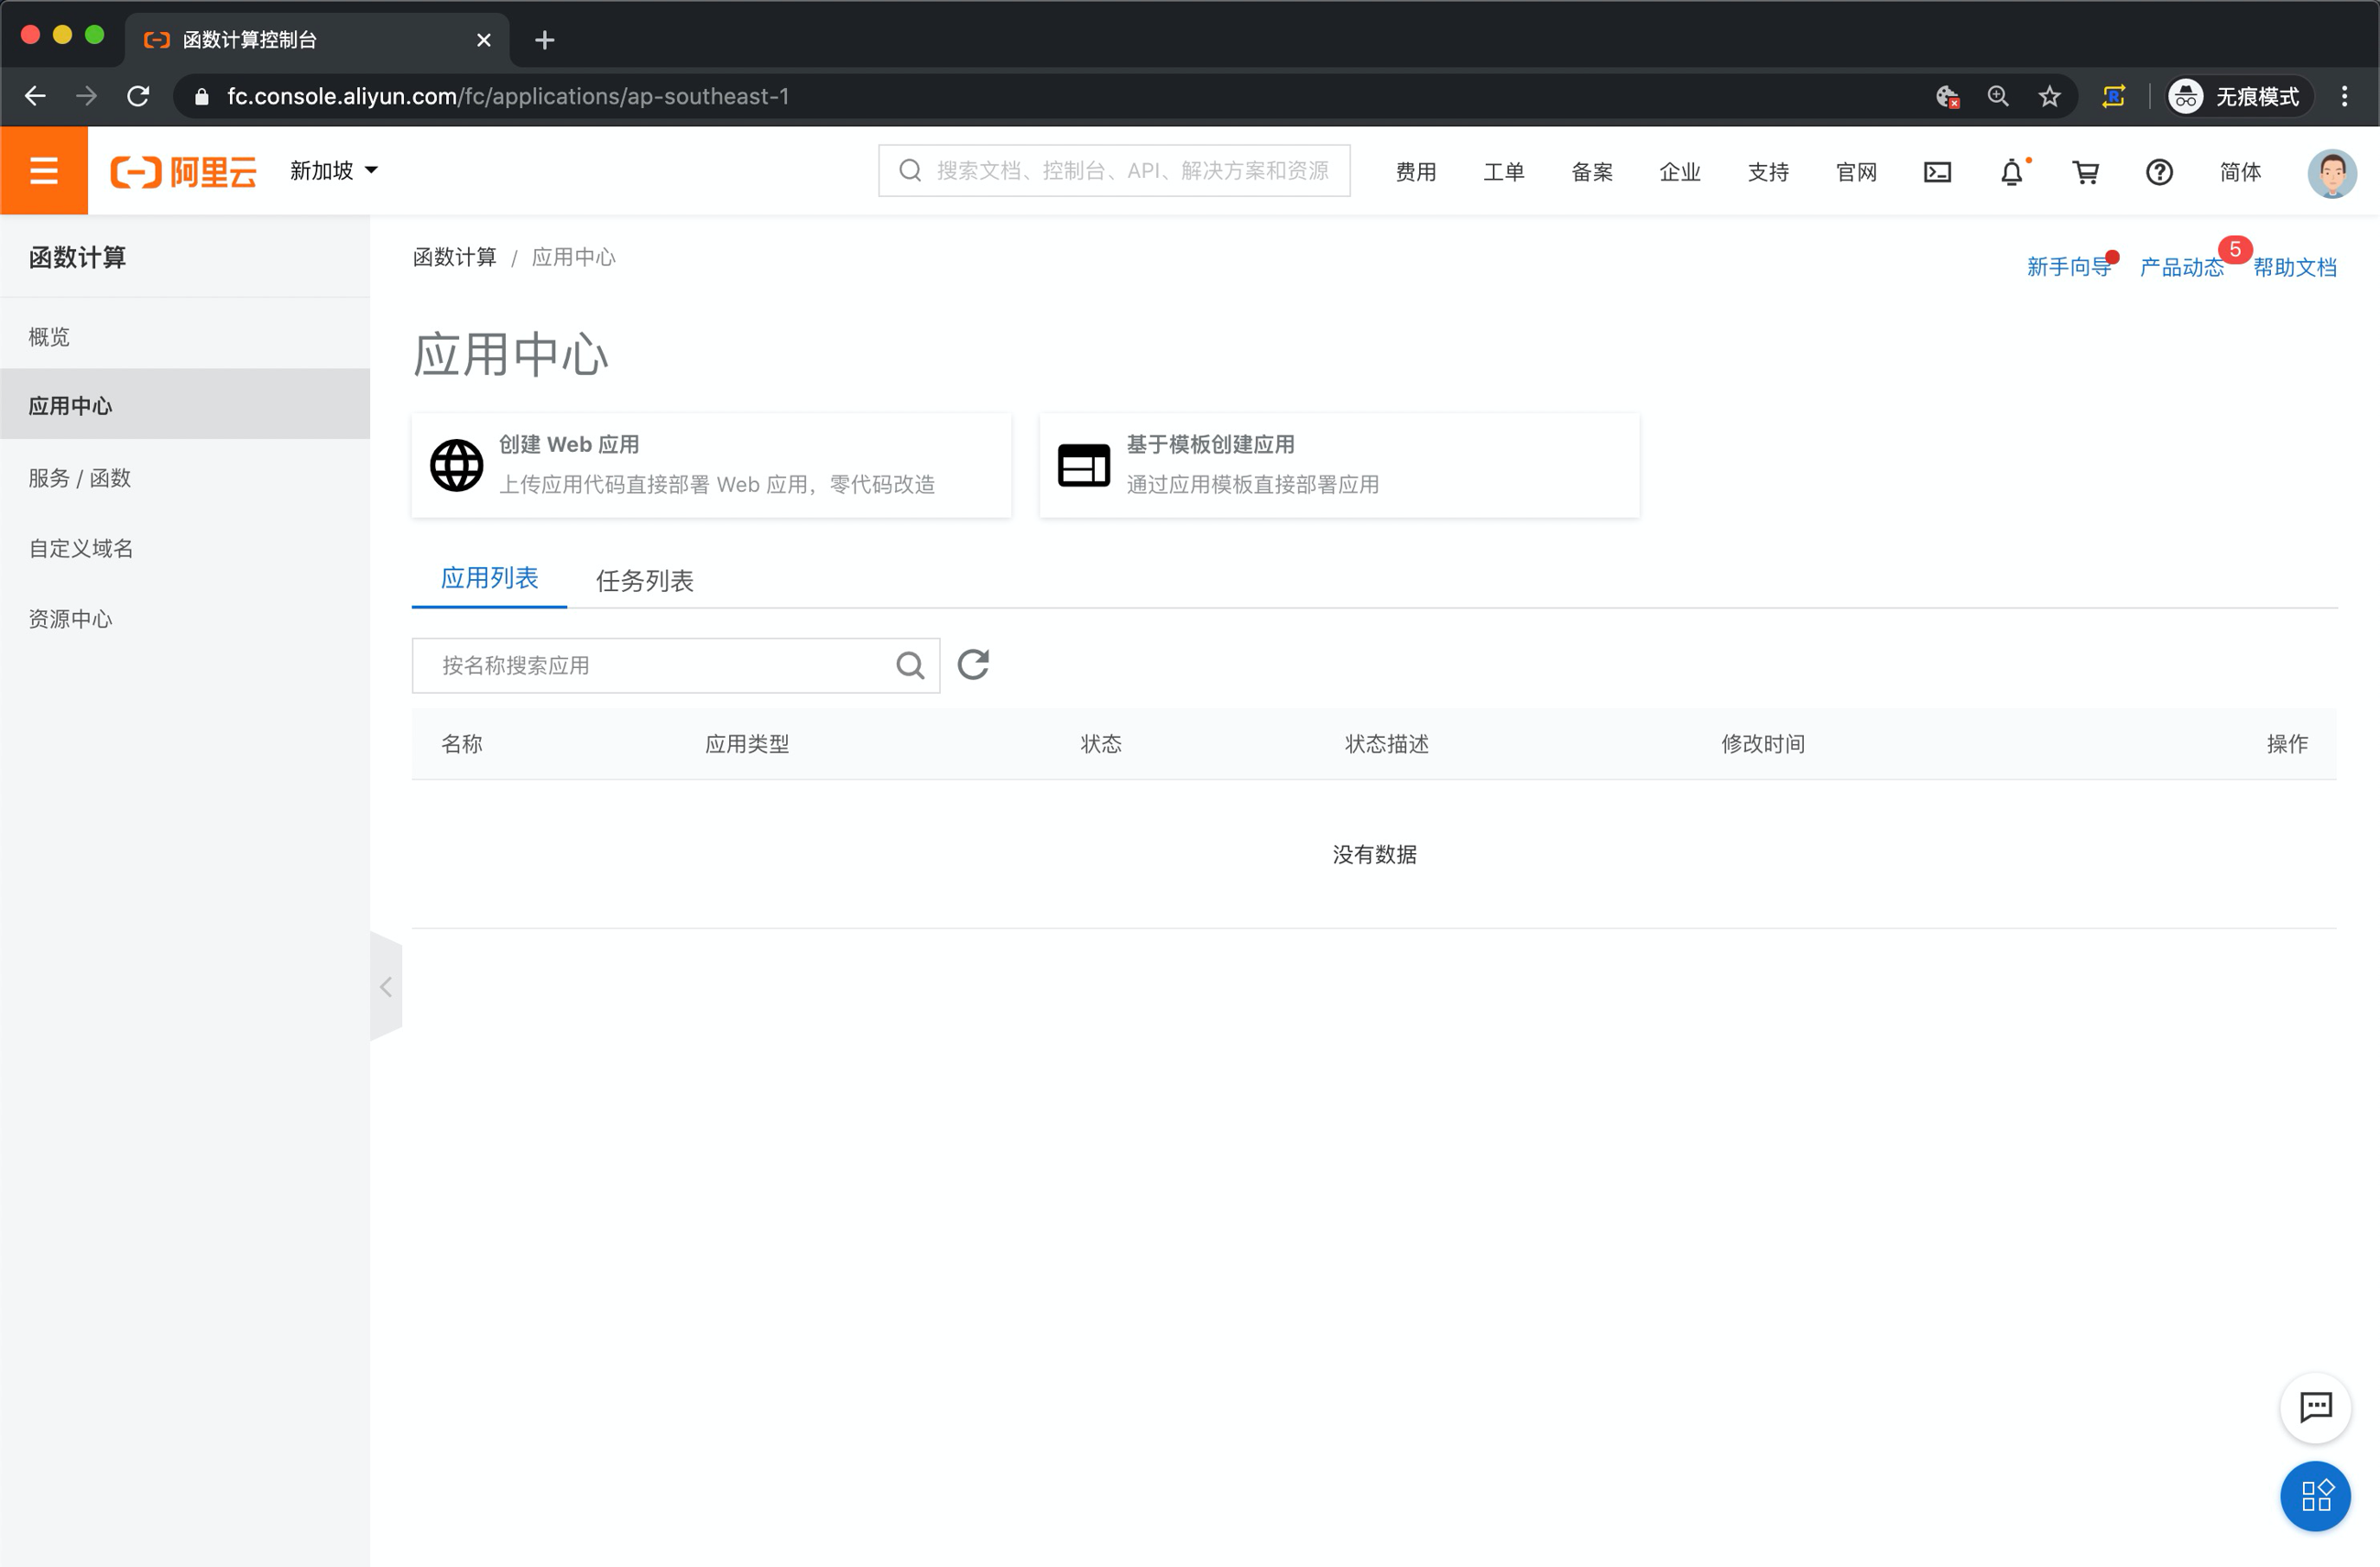 函数计算控制台
fc.console.aliyun.com/fc/applications/ap-southeast-1
无痕模式
阿里云
新加坡
搜索文档、控制台、API、解决方案和资源
费用
工单
备案
企业
支持
官网
简体
函数计算
概览
应用中心
服务 / 函数
自定义域名
资源中心
函数计算 / 应用中心
新手向导
产品动态
5
帮助文档
应用中心
创建 Web 应用
上传应用代码直接部署 Web 应用，零代码改造
基于模板创建应用
通过应用模板直接部署应用
应用列表
任务列表
按名称搜索应用
名称
应用类型
状态
状态描述
修改时间
操作
没有数据